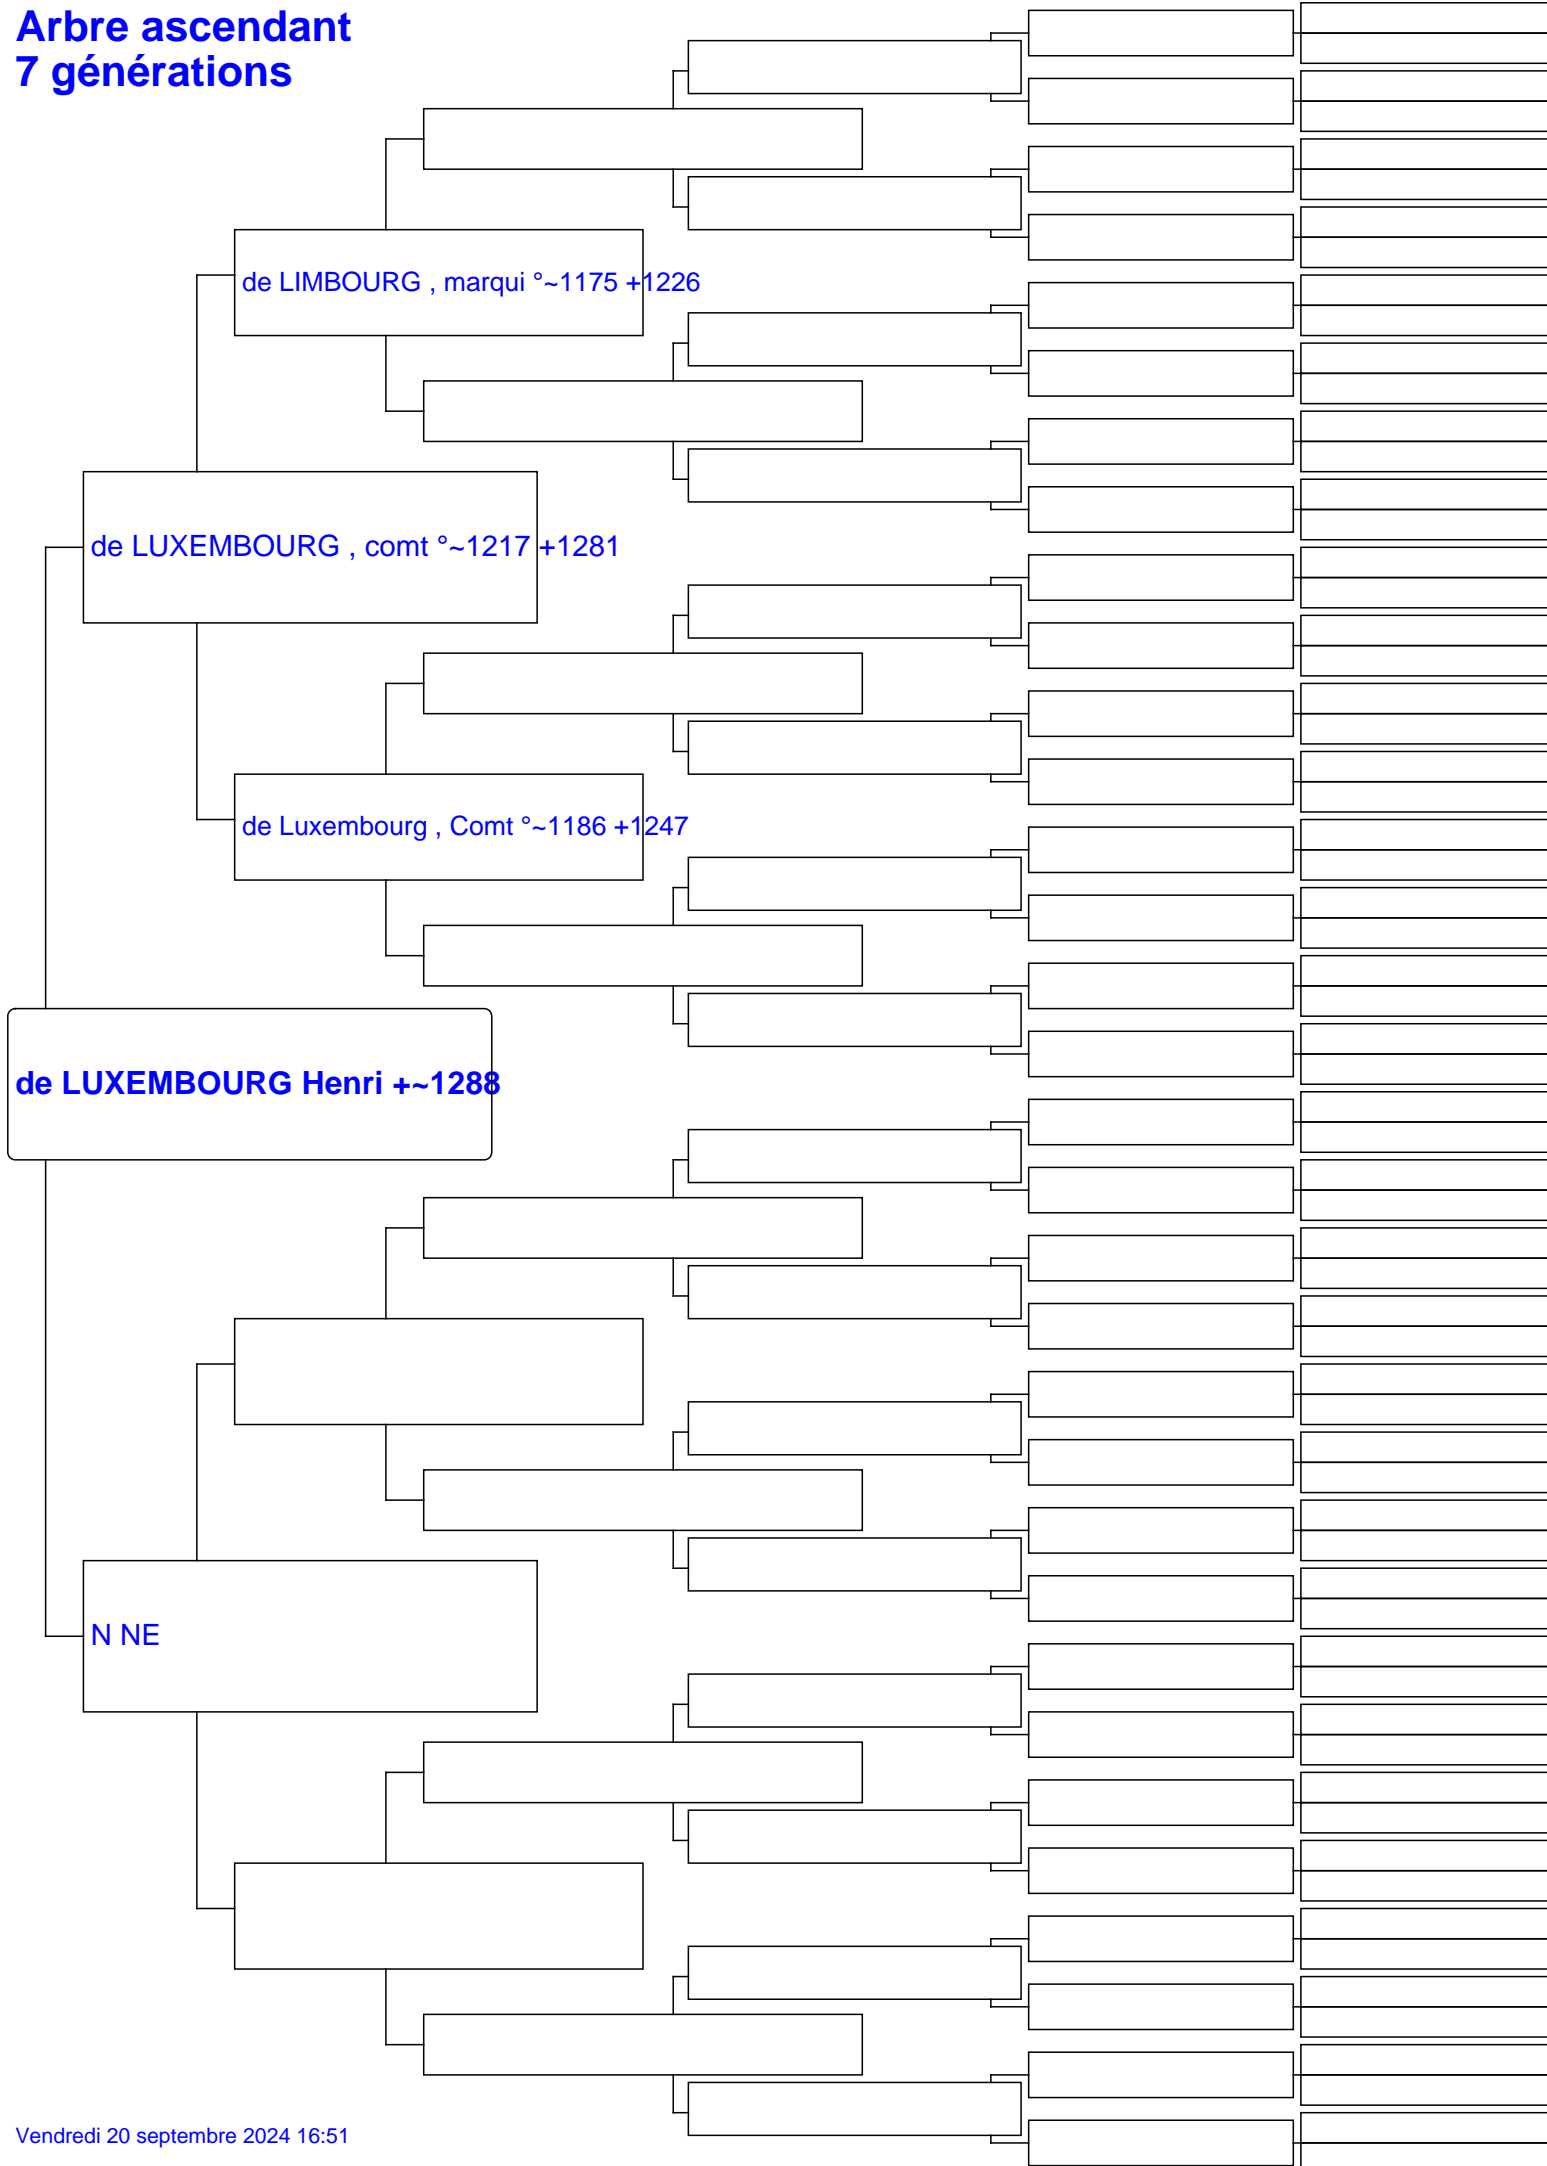 Arbre ascendant
7 générations
de LIMBOURG , marqui °~1175 +1226
de LUXEMBOURG , comt °~1217 +1281
de Luxembourg , Comt °~1186 +1247
de LUXEMBOURG Henri +~1288
N NE
Vendredi 20 septembre 2024 16:51